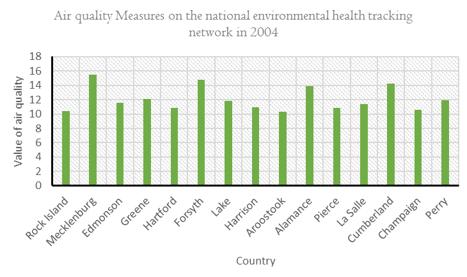 Air quality Measures on the national environmental health tracking
network in 2004
Value of air quality
18
16
14
12
10
8
6
4
2
0
Rock Island
Mecklenburg
Edmonson
Greene
Hartford
Forsyth
Lake
Harrison
Aroostook
Alamance
Pierce
La Salle
Cumberland
Champaign
Perry
Country